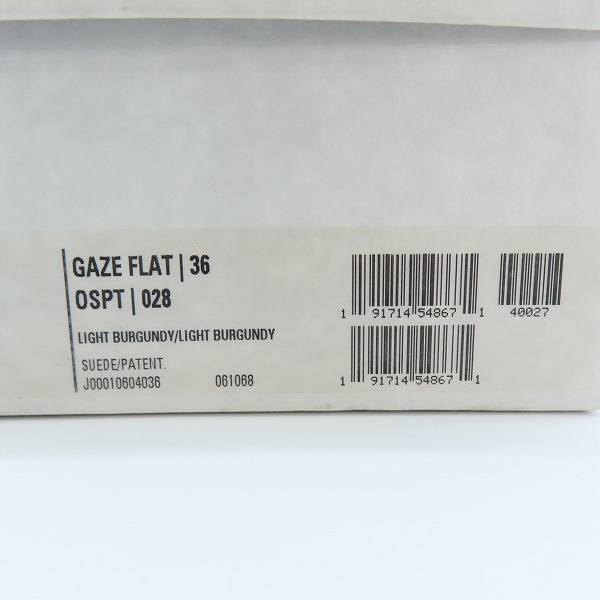 GAZE FLAT | 36
OSPT | 028
LIGHT BURGUNDY/LIGHT BURGUNDY
SUEDE/PATENT.
J00010604036 061068
1 91714 54867 1 40027
1 91714 54867 1